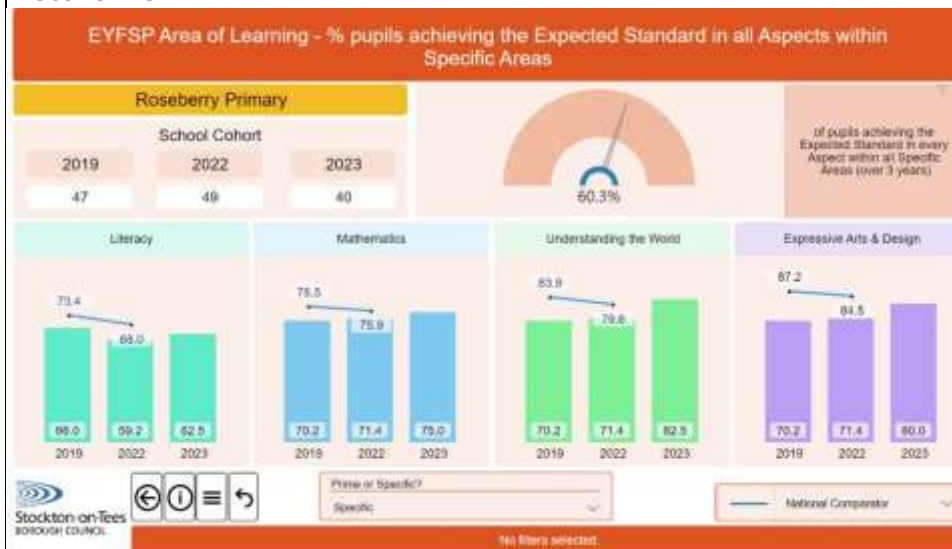 EYFSP Area of Learning - % pupils achieving the Expected Standard in all Aspects within
Specific Areas
Roseberry Primary
School Cohort
2019 2022 2023
47 49 40
60.3%
of pupils achieving the
Expected Standard in every
Aspect within all Specific
Areas (over 3 years)
Literacy
73.4
68.0
66.0 59.2 62.5
2019 2022 2023
Mathematics
78.5
75.9
70.2 71.4 75.0
2019 2022 2023
Understanding the World
83.9
79.6
70.2 71.4 82.5
2019 2022 2023
Expressive Arts & Design
87.2
84.5
70.2 71.4 80.0
2019 2022 2023
Stockton-on-Tees
BOROUGH COUNCIL
Prime or Specific?
Specific
National Comparator
No filters selected.